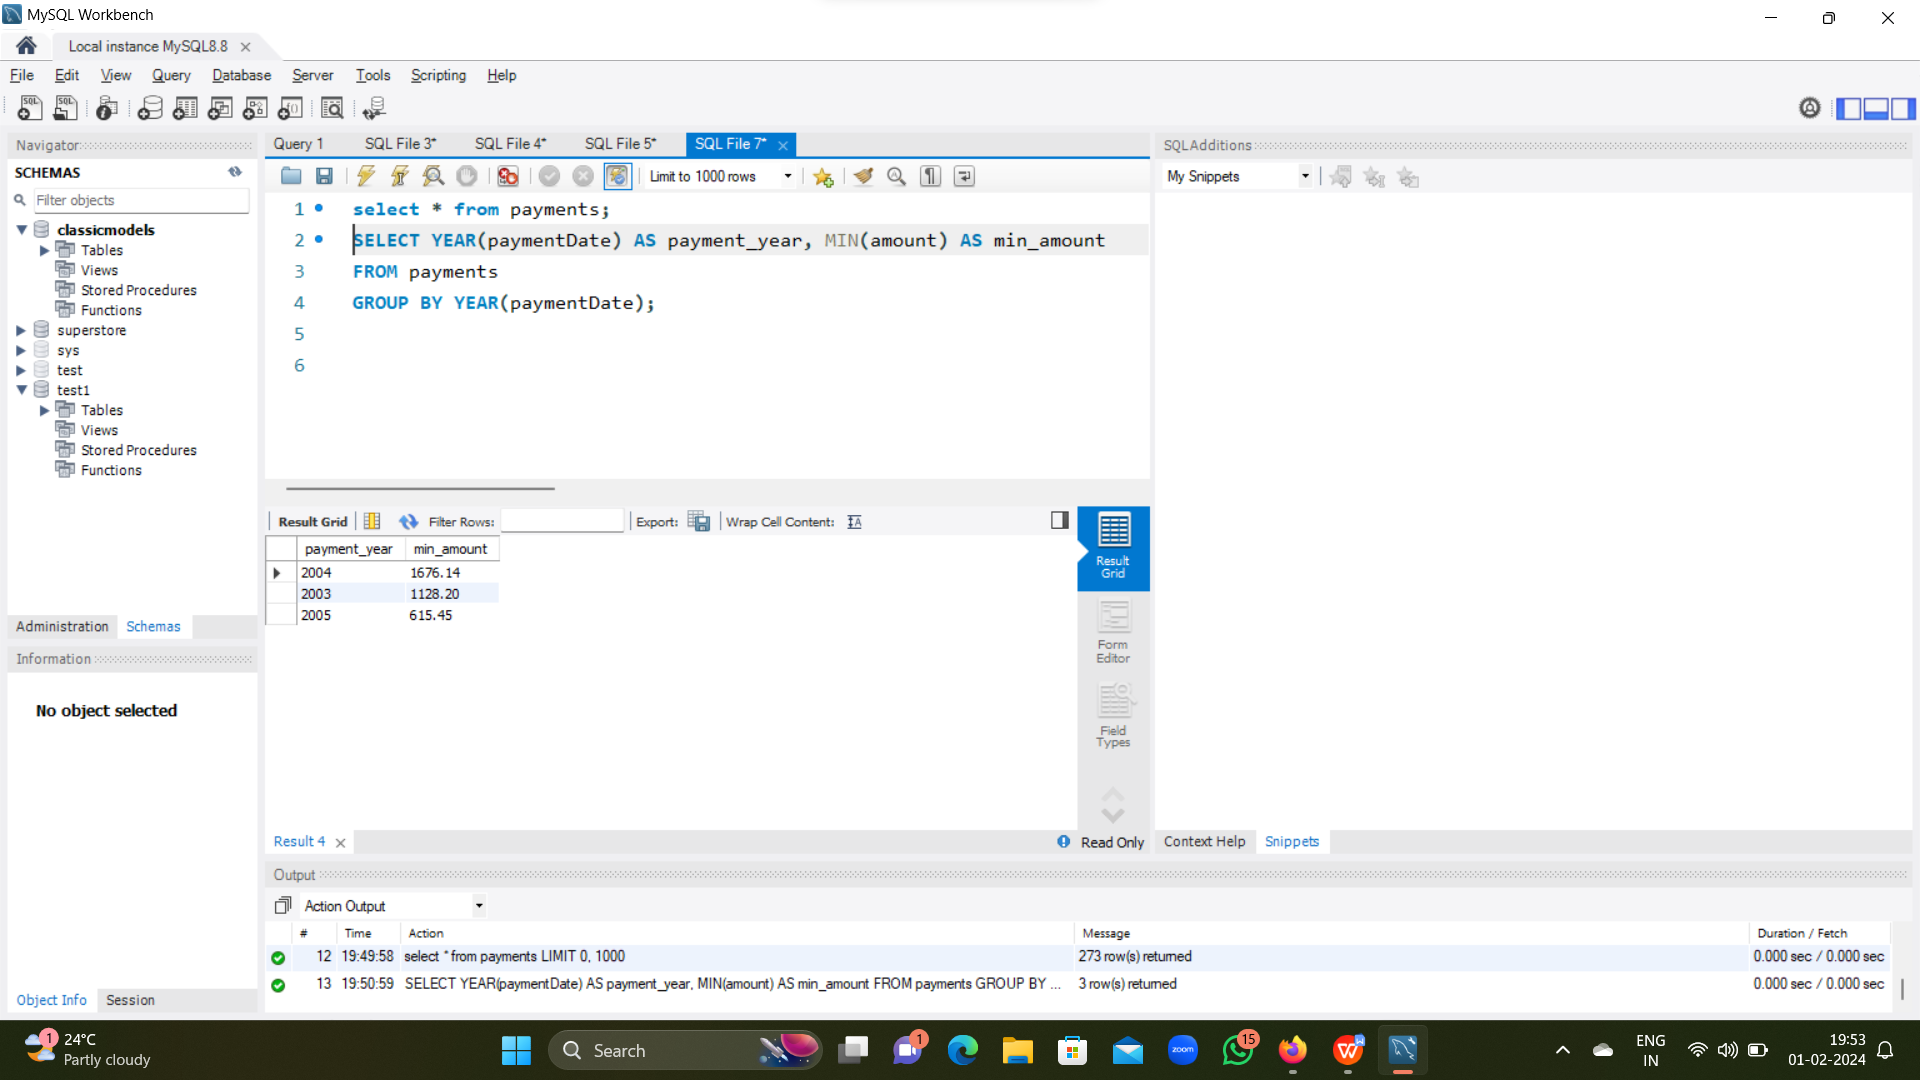 MySQL Workbench
Local instance MySQL8.8
File Edit View Query Database Server Tools Scripting Help
Navigator
SCHEMAS
Filter objects
classicmodels
Tables
Views
Stored Procedures
Functions
superstore
sys
test
test1
Tables
Views
Stored Procedures
Functions
Administration Schemas
Information
No object selected
Object Info Session
Query 1 SQL File 3* SQL File 4* SQL File 5* SQL File 7*
Limit to 1000 rows
1 select * from payments;
2 SELECT YEAR(paymentDate) AS payment_year, MIN(amount) AS min_amount
3 FROM payments
4 GROUP BY YEAR(paymentDate);
5
6
Result Grid Filter Rows: Export: Wrap Cell Content:
payment_year min_amount
2004 1676.14
2003 1128.20
2005 615.45
Result Grid
Form Editor
Field Types
Result 4 Read Only
SQLAdditions
My Snippets
Context Help Snippets
Output
Action Output
# Time Action Message Duration / Fetch
12 19:49:58 select * from payments LIMIT 0, 1000 273 row(s) returned 0.000 sec / 0.000 sec
13 19:50:59 SELECT YEAR(paymentDate) AS payment_year, MIN(amount) AS min_amount FROM payments GROUP BY ... 3 row(s) returned 0.000 sec / 0.000 sec
1
24°C
Partly cloudy
Search
1
zoom
15
W
ENG
IN
19:53
01-02-2024